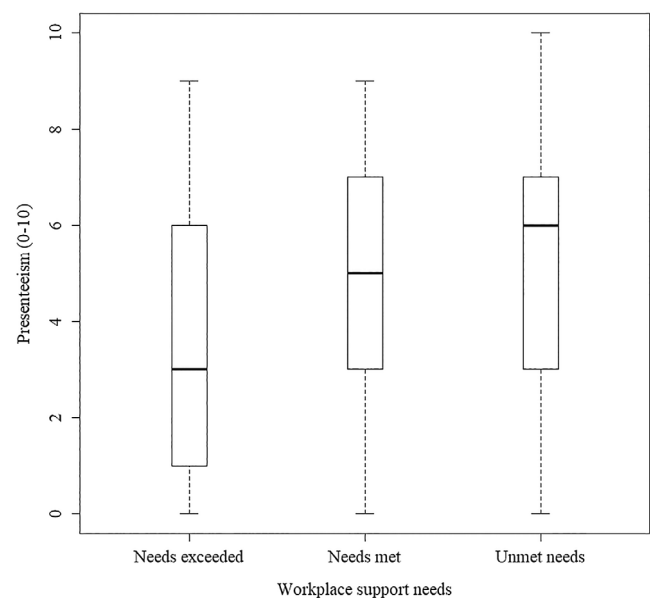 Presenteeism (0-10)
10
8
6
4
2
0
Needs exceeded
Needs met
Unmet needs
Workplace support needs